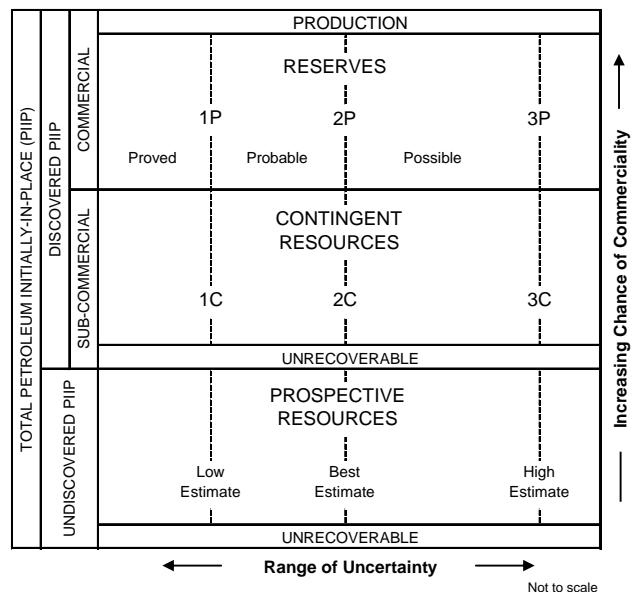 TOTAL PETROLEUM INITIALLY-IN-PLACE (PIIP)
DISCOVERED PIIP
COMMERCIAL
PRODUCTION
RESERVES
1P 2P 3P
Proved Probable Possible
SUB-COMMERCIAL
CONTINGENT
RESOURCES
1C 2C 3C
UNRECOVERABLE
UNDISCOVERED PIIP
PROSPECTIVE
RESOURCES
Low Best High
Estimate Estimate Estimate
UNRECOVERABLE
Increasing Chance of Commerciality
Range of Uncertainty
Not to scale